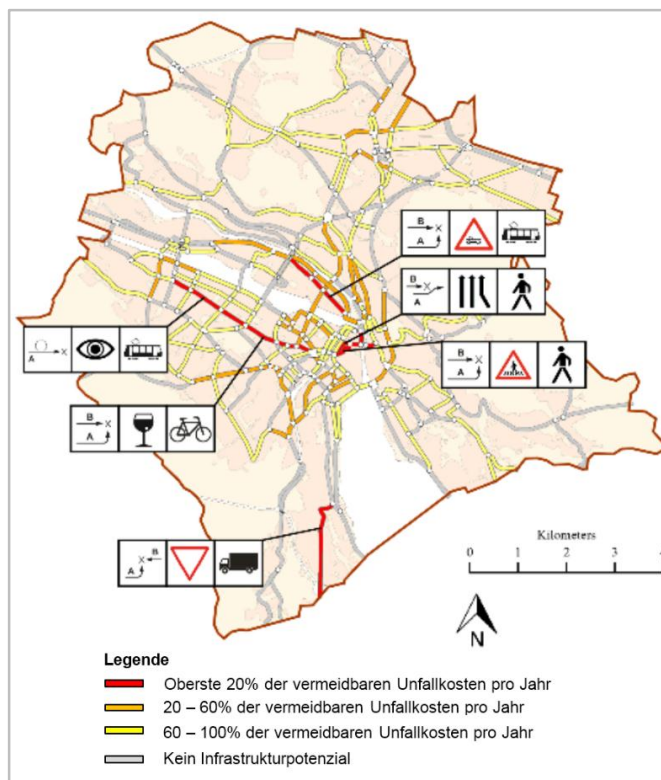 B
A
B
A
A
B
A
B
A
B
A
Kilometers
0 1 2 3 4
N
Legende
Oberste 20% der vermeidbaren Unfallkosten pro Jahr
20 – 60% der vermeidbaren Unfallkosten pro Jahr
60 – 100% der vermeidbaren Unfallkosten pro Jahr
Kein Infrastrukturpotenzial